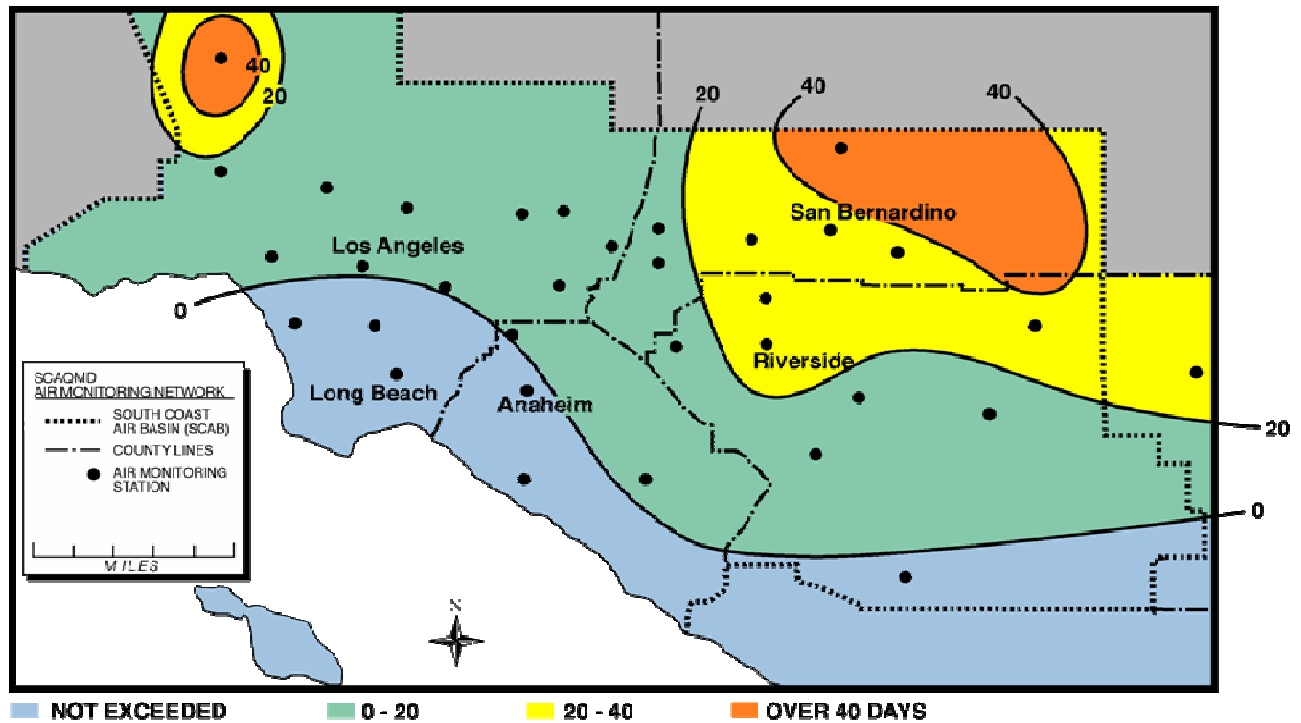 40
20
20
40
40
San Bernardino
Los Angeles
0
Riverside
SCAQMD
AIR MONITORING NETWORK
SOUTH COAST
AIR BASIN (SCAB)
COUNTY LINES
AIR MONITORING
STATION
MILES
Long Beach
Anaheim
20
0
N
NOT EXCEEDED
0 - 20
20 - 40
OVER 40 DAYS